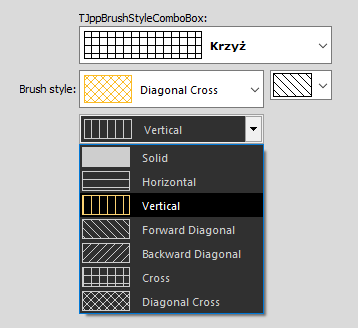 TJppBrushStyleComboBox:
Krzyż
Brush style:
Diagonal Cross
Vertical
Solid
Horizontal
Vertical
Forward Diagonal
Backward Diagonal
Cross
Diagonal Cross